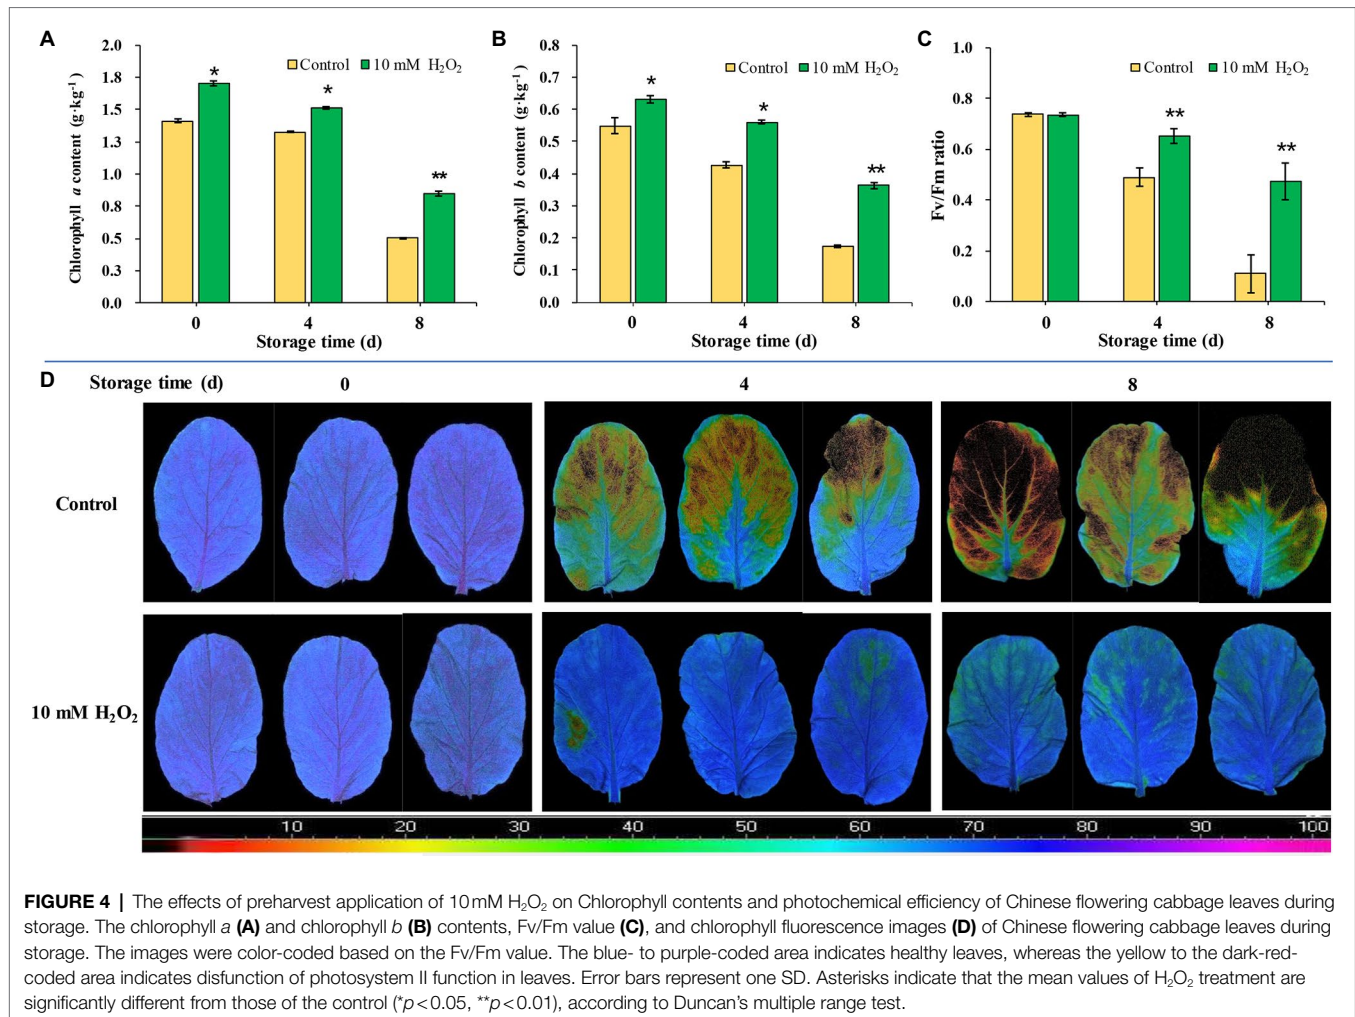 A
Chlorophyll a content (g·kg⁻¹)
2.0
1.8
1.5
1.3
1.0
0.8
0.5
0.3
0.0
Control
10 mM H₂O₂
*
*
**
0 4 8
Storage time (d)
B
Chlorophyll b content (g·kg⁻¹)
0.8
0.7
0.6
0.5
0.4
0.3
0.2
0.1
0.0
Control
10 mM H₂O₂
*
*
**
0 4 8
Storage time (d)
C
Fv/Fm ratio
1.0
0.8
0.6
0.4
0.2
0.0
Control
10 mM H₂O₂
**
**
0 4 8
Storage time (d)
D
Storage time (d) 0 4 8
Control
10 mM H₂O₂
10 20 30 40 50 60 70 80 90 100
FIGURE 4 | The effects of preharvest application of 10 mM H₂O₂ on Chlorophyll contents and photochemical efficiency of Chinese flowering cabbage leaves during
storage. The chlorophyll a (A) and chlorophyll b (B) contents, Fv/Fm value (C), and chlorophyll fluorescence images (D) of Chinese flowering cabbage leaves during
storage. The images were color-coded based on the Fv/Fm value. The blue- to purple-coded area indicates healthy leaves, whereas the yellow to the dark-red-
coded area indicates disfunction of photosystem II function in leaves. Error bars represent one SD. Asterisks indicate that the mean values of H₂O₂ treatment are
significantly different from those of the control (*p < 0.05, **p < 0.01), according to Duncan's multiple range test.